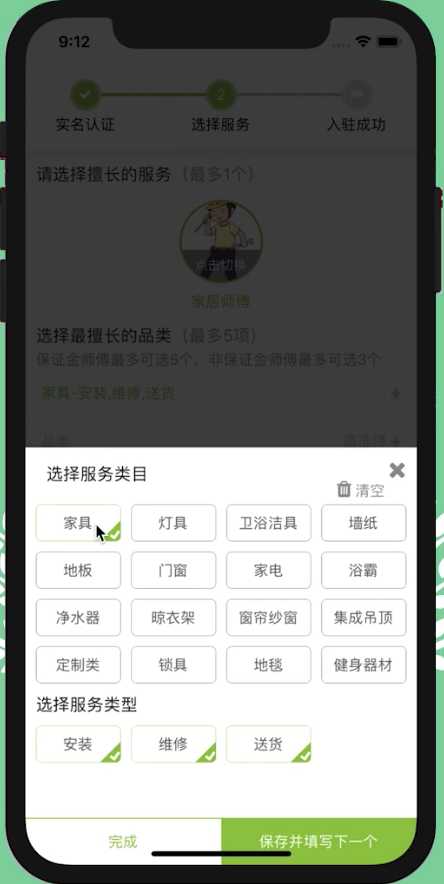 9:12
2
实名认证 选择服务 入驻成功
请选择擅长的服务（最多1个）
点击切换
家居师傅
选择最擅长的品类（最多5项）
保证金师傅最多可选5个，非保证金师傅最多可选3个
家具-安装,维修,送货
品类
选择服务类目
清空
家具 灯具 卫浴洁具 墙纸
地板 门窗 家电 浴霸
净水器 晾衣架 窗帘纱窗 集成吊顶
定制类 锁具 地毯 健身器材
选择服务类型
安装 维修 送货
完成 保存并填写下一个